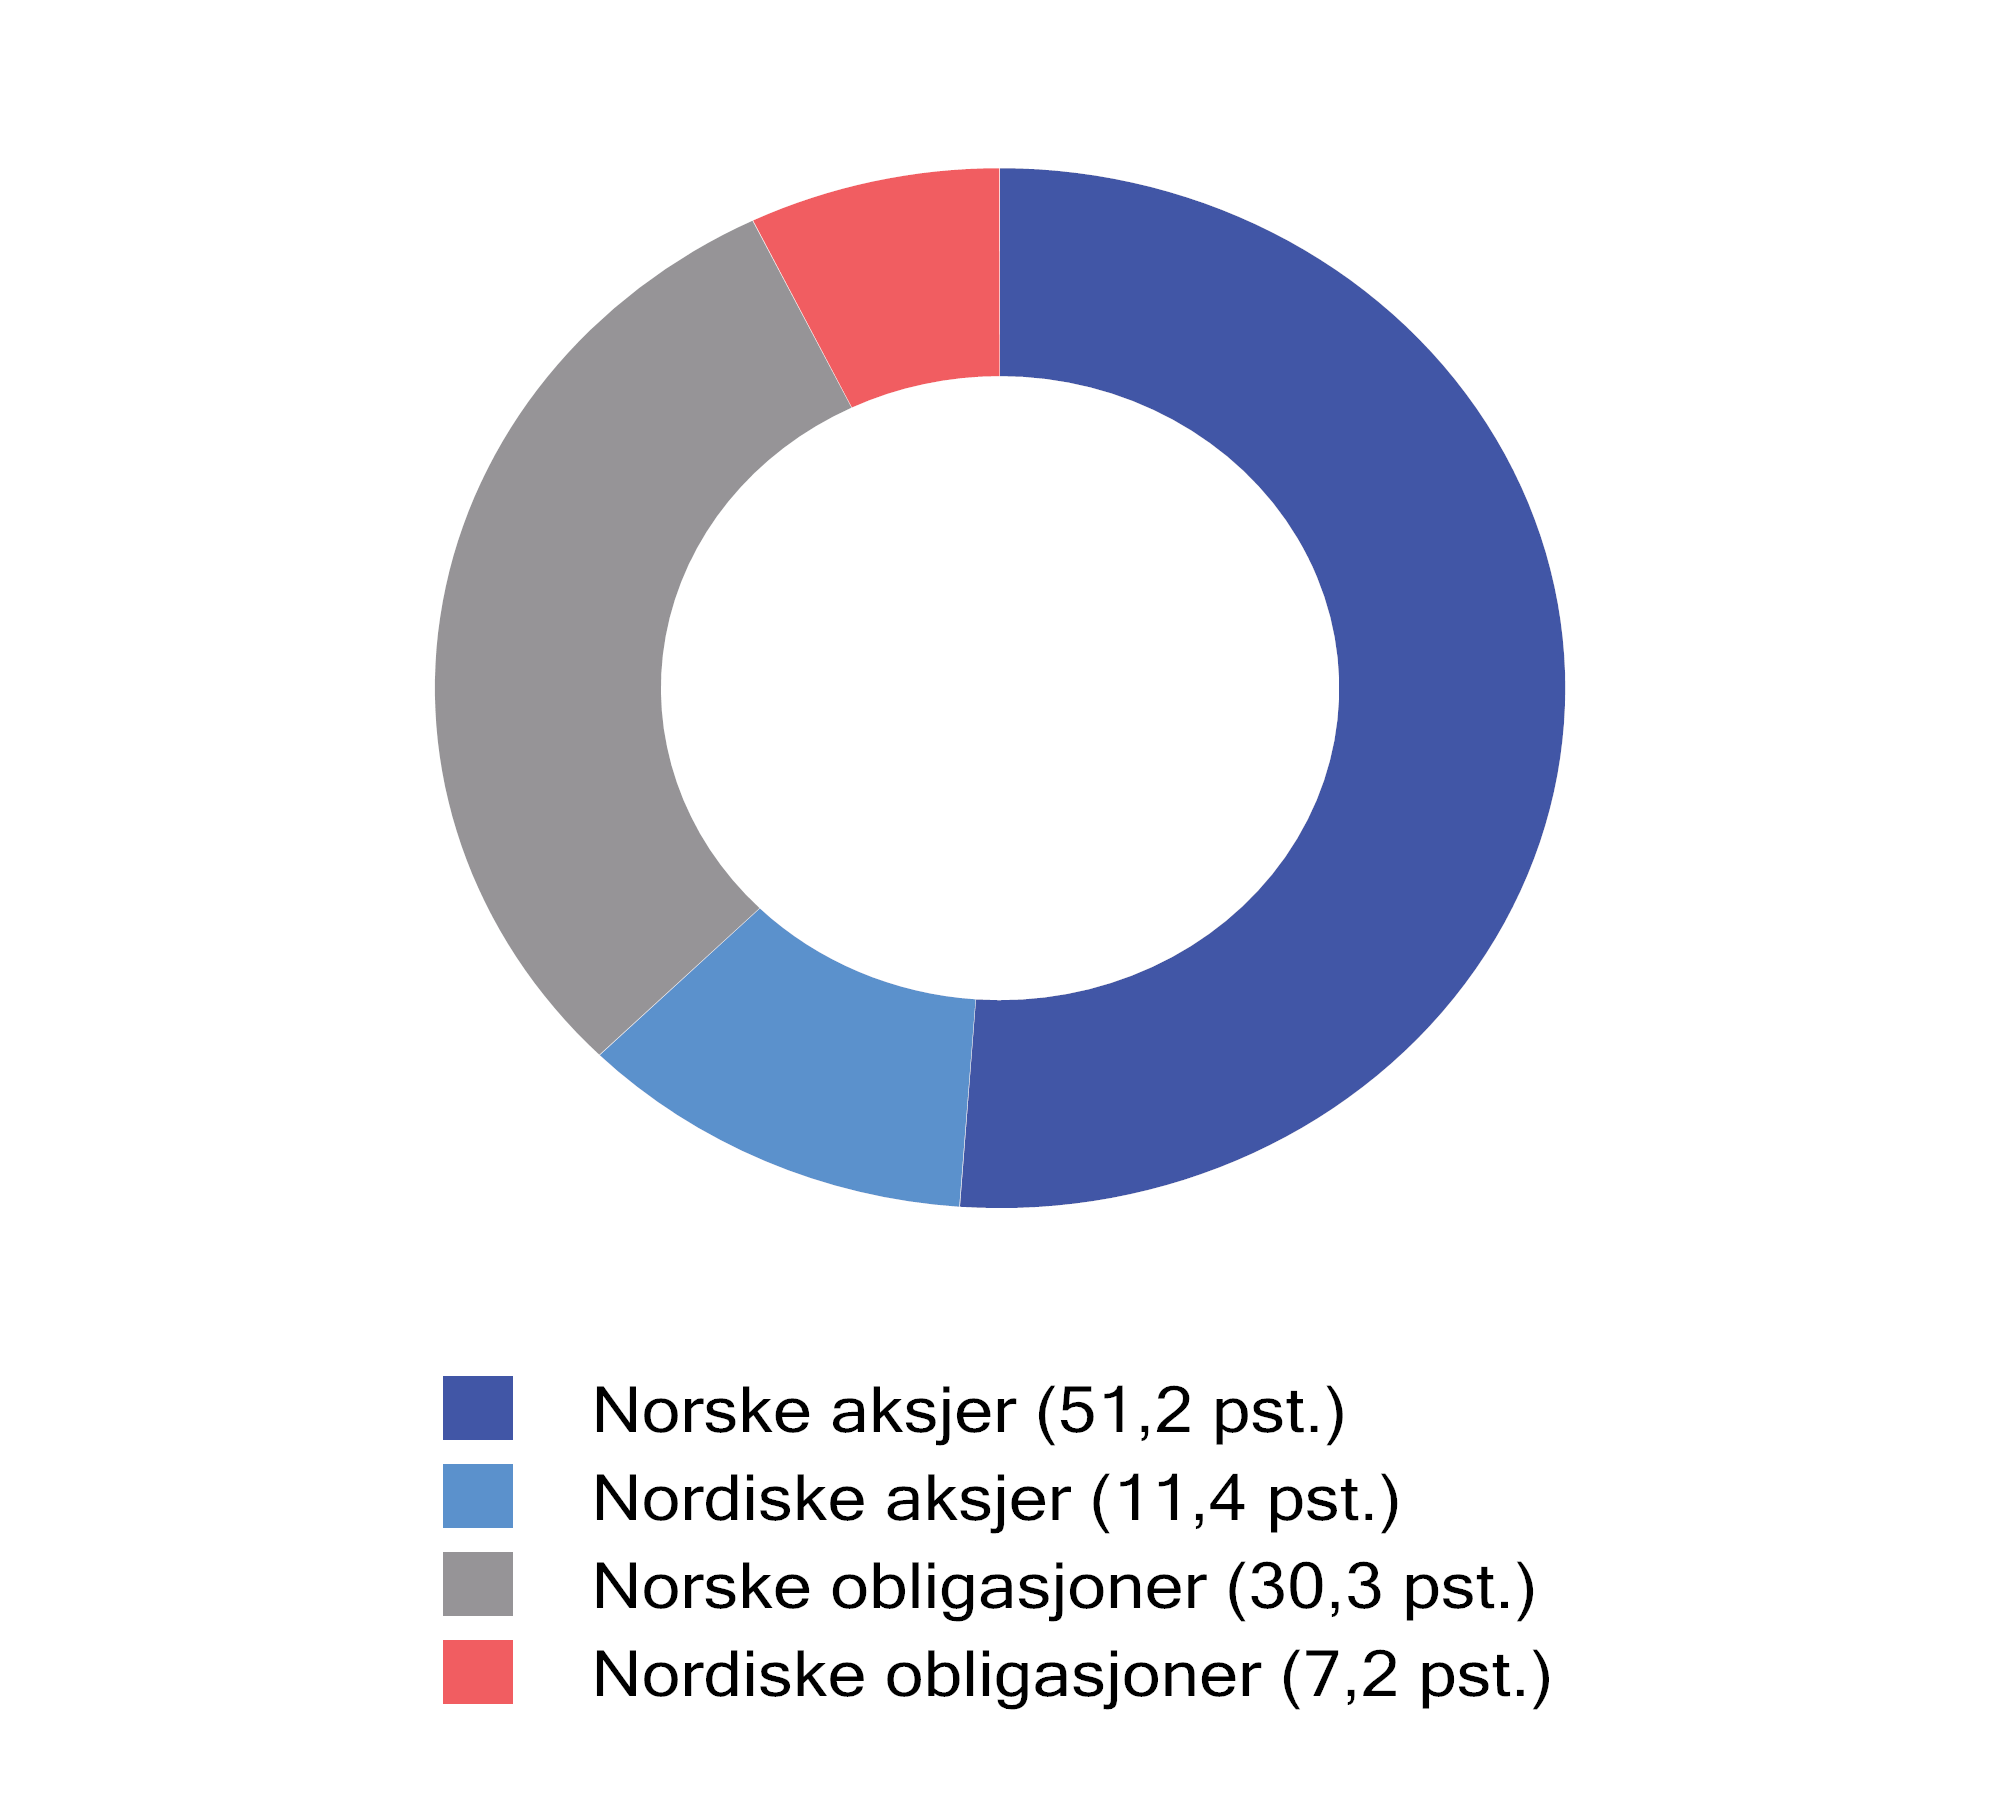 Norske aksjer (51,2 pst.)
Nordiske aksjer (11,4 pst.)
Norske obligasjoner (30,3 pst.)
Nordiske obligasjoner (7,2 pst.)